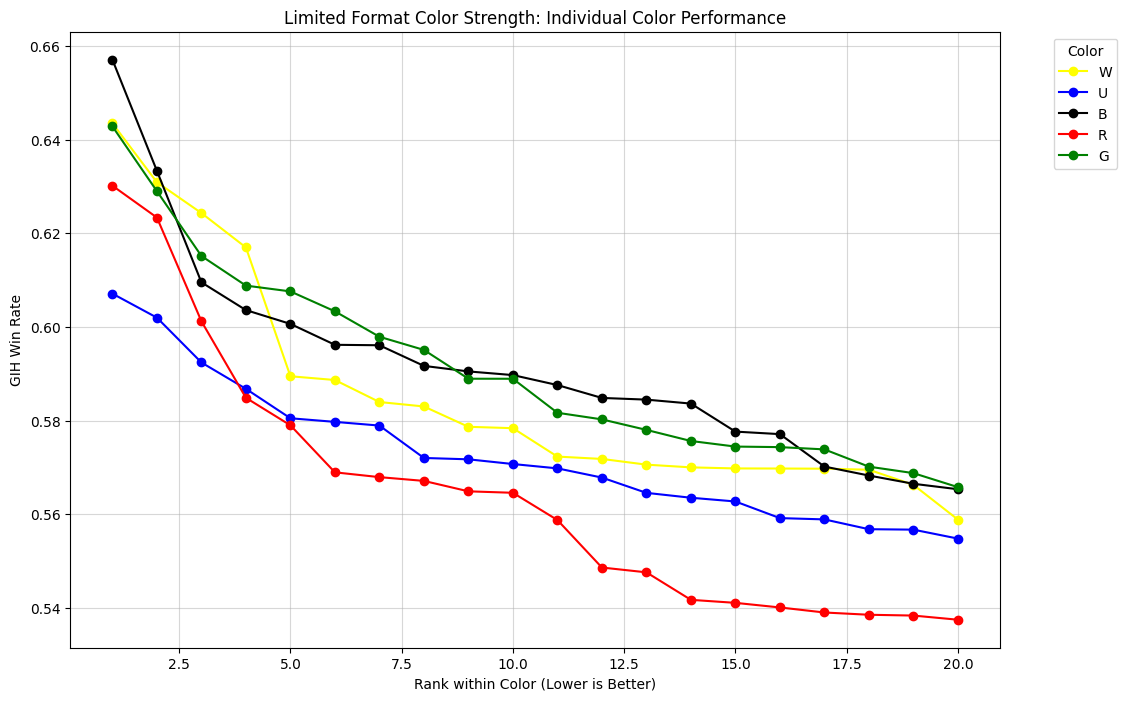 Limited Format Color Strength: Individual Color Performance
GIH Win Rate
0.66
0.64
0.62
0.60
0.58
0.56
0.54
2.5 5.0 7.5 10.0 12.5 15.0 17.5 20.0
Rank within Color (Lower is Better)
Color
W
U
B
R
G